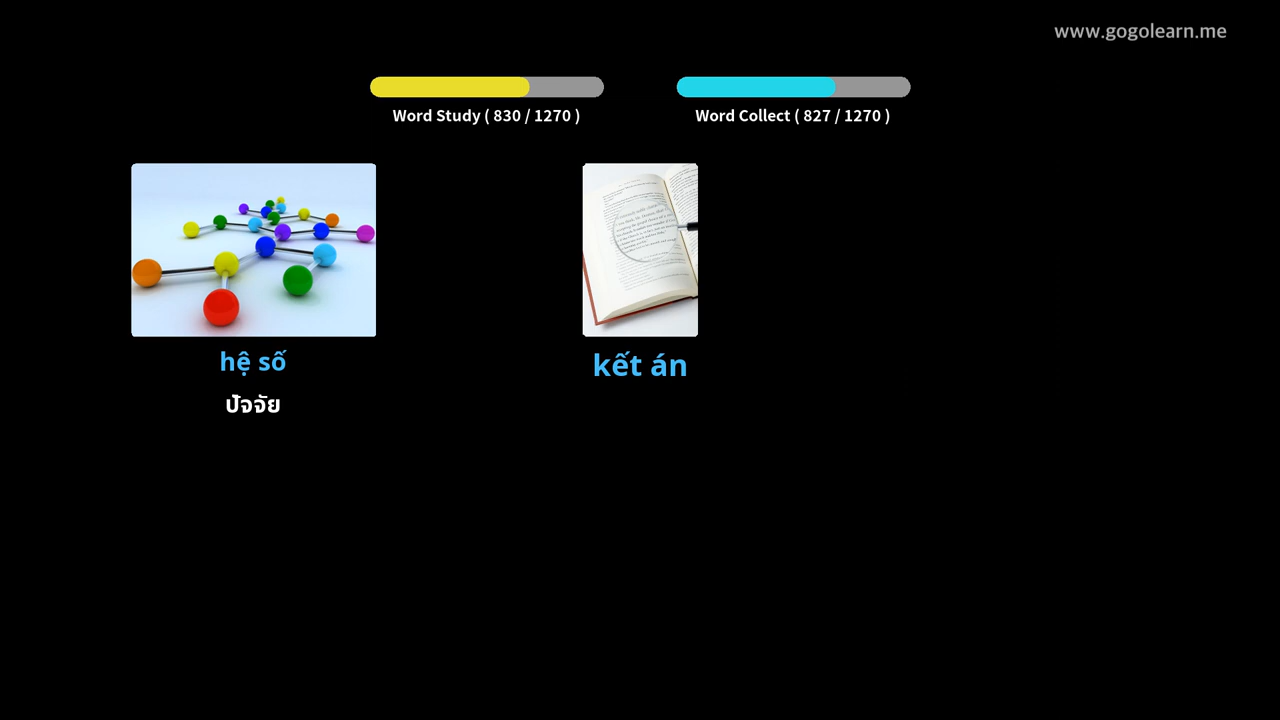 www.gogolearn.me
Word Study ( 830 / 1270 )
Word Collect ( 827 / 1270 )
hệ số
ปัจจัย
kết án